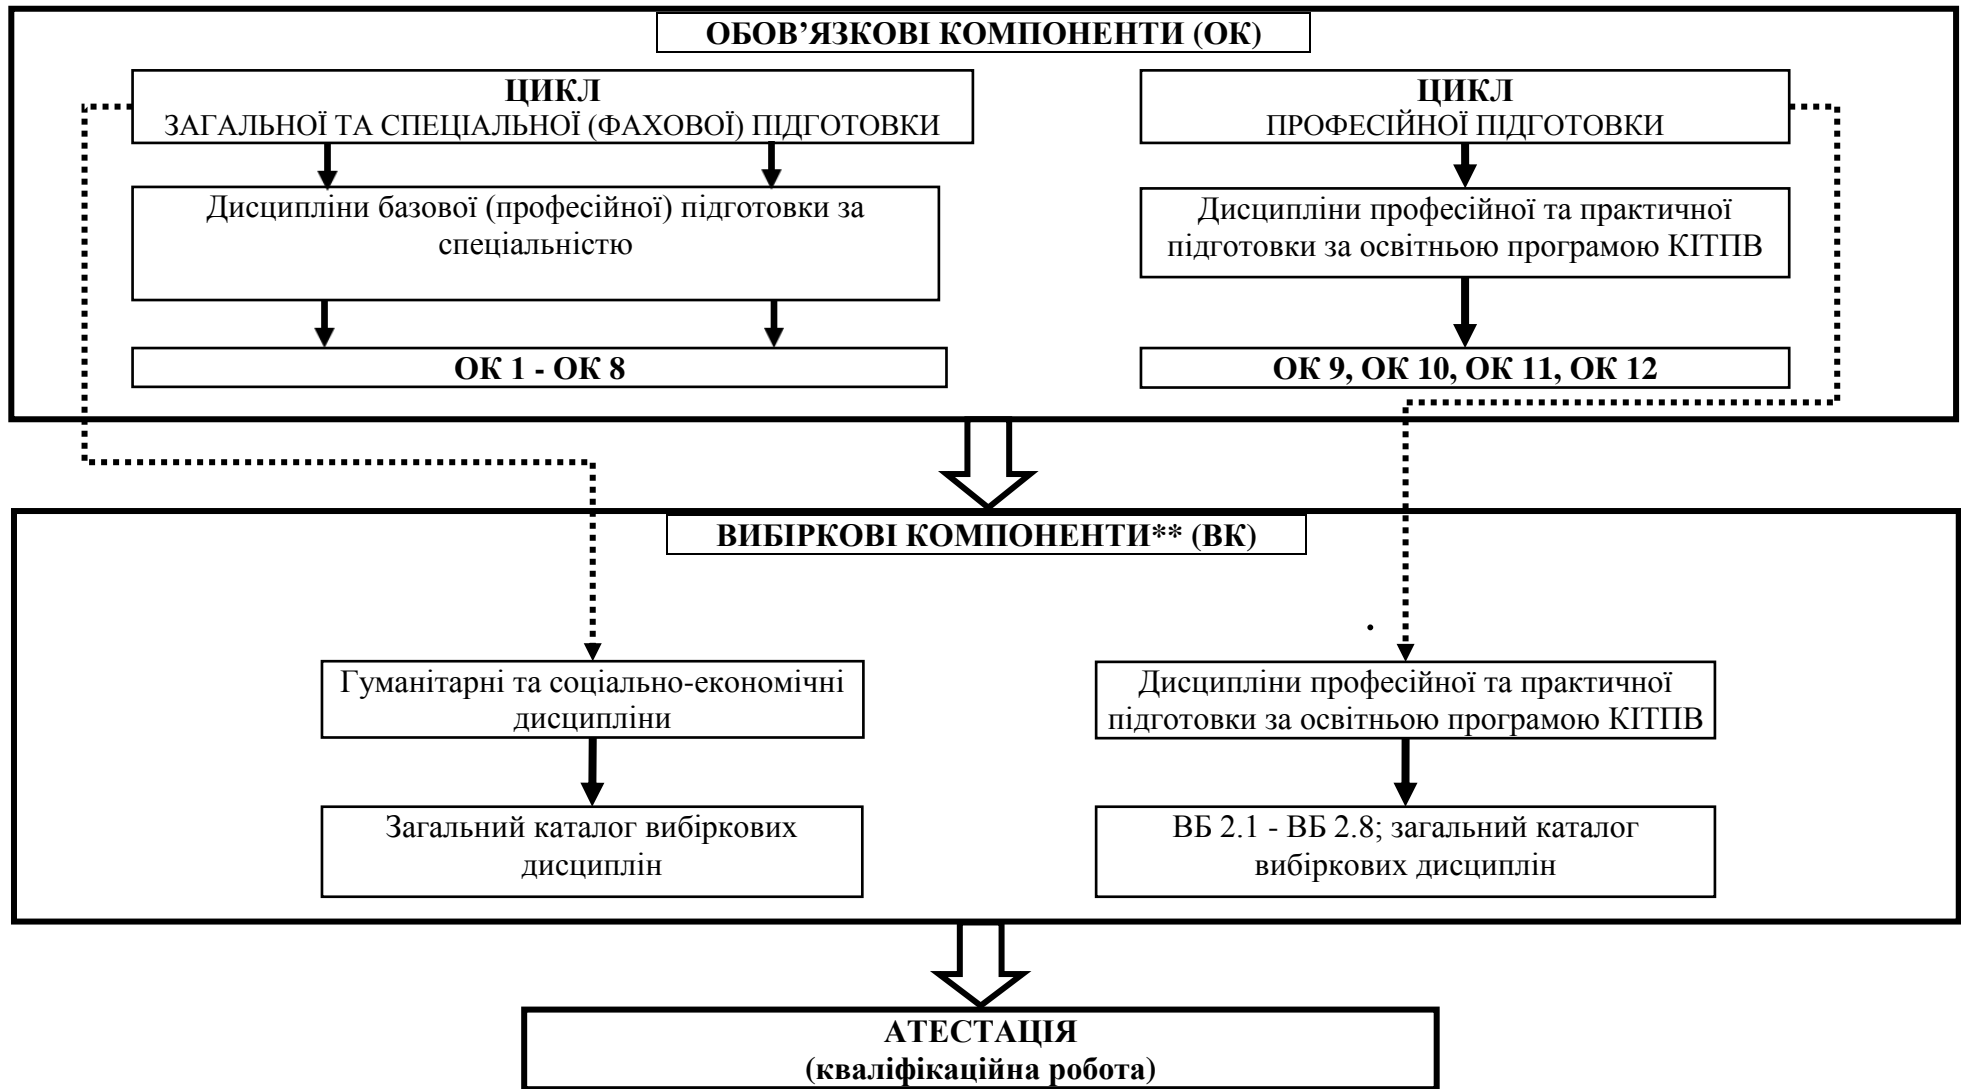 ОБОВ’ЯЗКОВІ КОМПОНЕНТИ (ОК)
ЦИКЛ
ЗАГАЛЬНОЇ ТА СПЕЦІАЛЬНОЇ (ФАХОВОЇ) ПІДГОТОВКИ
Дисципліни базової (професійної) підготовки за
спеціальністю
ОК 1 - ОК 8
ЦИКЛ
ПРОФЕСІЙНОЇ ПІДГОТОВКИ
Дисципліни професійної та практичної
підготовки за освітньою програмою КІТПВ
ОК 9, ОК 10, ОК 11, ОК 12
ВИБІРКОВІ КОМПОНЕНТИ** (ВК)
.
Гуманітарні та соціально-економічні
дисципліни
Загальний каталог вибіркових
дисциплін
Дисципліни професійної та практичної
підготовки за освітньою програмою КІТПВ
ВБ 2.1 - ВБ 2.8; загальний каталог
вибіркових дисциплін
АТЕСТАЦІЯ
(кваліфікаційна робота)